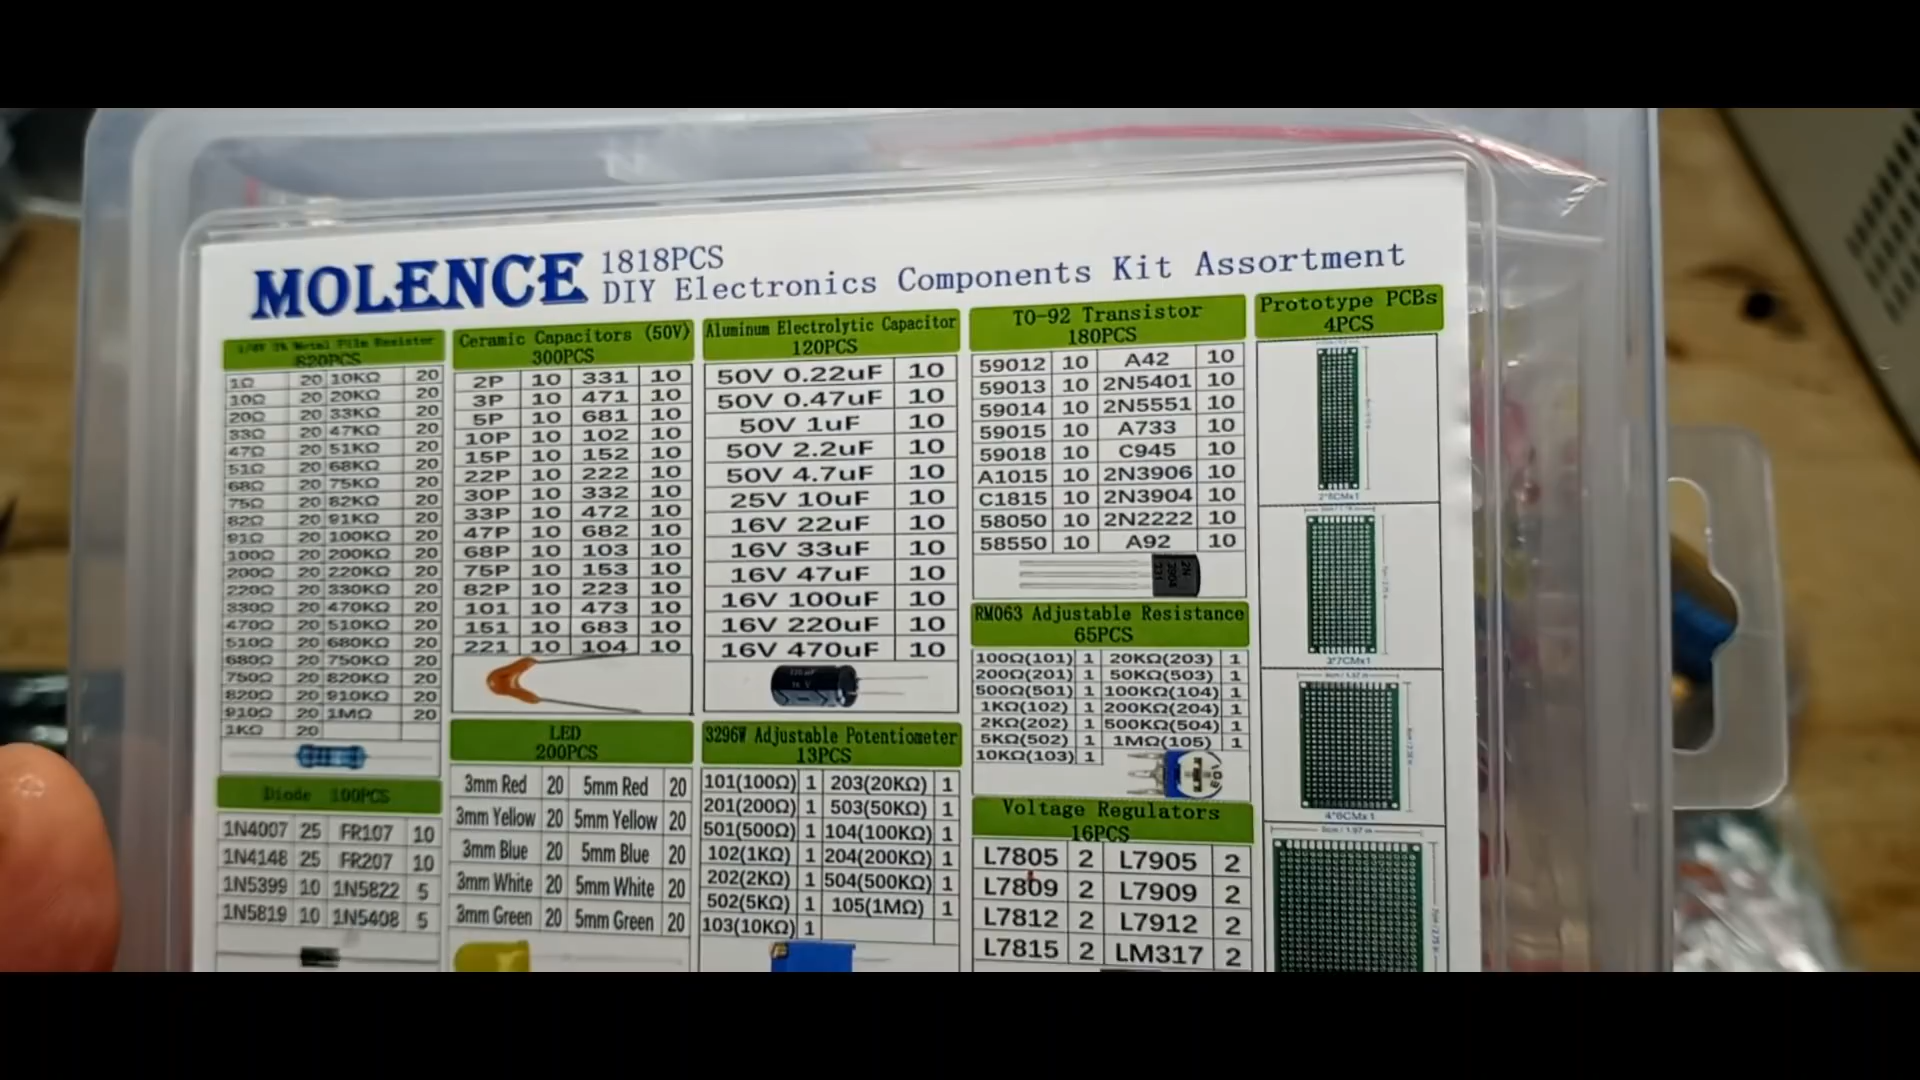 MOLENCE 1818PCS
DIY Electronics Components Kit Assortment
1/4W 1% Metal Film Resistor
820PCS
1Ω 20 10KΩ 20
10Ω 20 20KΩ 20
20Ω 20 33KΩ 20
33Ω 20 47KΩ 20
47Ω 20 51KΩ 20
51Ω 20 68KΩ 20
68Ω 20 75KΩ 20
75Ω 20 82KΩ 20
82Ω 20 91KΩ 20
91Ω 20 100KΩ 20
100Ω 20 200KΩ 20
200Ω 20 220KΩ 20
220Ω 20 330KΩ 20
330Ω 20 470KΩ 20
470Ω 20 510KΩ 20
510Ω 20 680KΩ 20
680Ω 20 750KΩ 20
750Ω 20 820KΩ 20
820Ω 20 910KΩ 20
910Ω 20 1MΩ 20
1KΩ 20
Diode 100PCS
1N4007 25 FR107 10
1N4148 25 FR207 10
1N5399 10 1N5822 5
1N5819 10 1N5408 5
Ceramic Capacitors (50V)
300PCS
2P 10 331 10
3P 10 471 10
5P 10 681 10
10P 10 102 10
15P 10 152 10
22P 10 222 10
30P 10 332 10
33P 10 472 10
47P 10 682 10
68P 10 103 10
75P 10 153 10
82P 10 223 10
101 10 473 10
151 10 683 10
221 10 104 10
LED
200PCS
3mm Red 20 5mm Red 20
3mm Yellow 20 5mm Yellow 20
3mm Blue 20 5mm Blue 20
3mm White 20 5mm White 20
3mm Green 20 5mm Green 20
Aluminum Electrolytic Capacitor
120PCS
50V 0.22uF 10
50V 0.47uF 10
50V 1uF 10
50V 2.2uF 10
50V 4.7uF 10
25V 10uF 10
16V 22uF 10
16V 33uF 10
16V 47uF 10
16V 100uF 10
16V 220uF 10
16V 470uF 10
3296W Adjustable Potentiometer
13PCS
101(100Ω) 1 203(20KΩ) 1
201(200Ω) 1 503(50KΩ) 1
501(500Ω) 1 104(100KΩ) 1
102(1KΩ) 1 204(200KΩ) 1
202(2KΩ) 1 504(500KΩ) 1
502(5KΩ) 1 105(1MΩ) 1
103(10KΩ) 1
TO-92 Transistor
180PCS
S9012 10 A42 10
S9013 10 2N5401 10
S9014 10 2N5551 10
S9015 10 A733 10
S9018 10 C945 10
A1015 10 2N3906 10
C1815 10 2N3904 10
S8050 10 2N2222 10
S8550 10 A92 10
RM063 Adjustable Resistance
65PCS
100Ω(101) 1 20KΩ(203) 1
200Ω(201) 1 50KΩ(503) 1
500Ω(501) 1 100KΩ(104) 1
1KΩ(102) 1 200KΩ(204) 1
2KΩ(202) 1 500KΩ(504) 1
5KΩ(502) 1 1MΩ(105) 1
10KΩ(103) 1
103
Voltage Regulators
16PCS
L7805 2 L7905 2
L7809 2 L7909 2
L7812 2 L7912 2
L7815 2 LM317 2
Prototype PCBs
4PCS
2*8CMx1
3*7CMx1
4*6CMx1